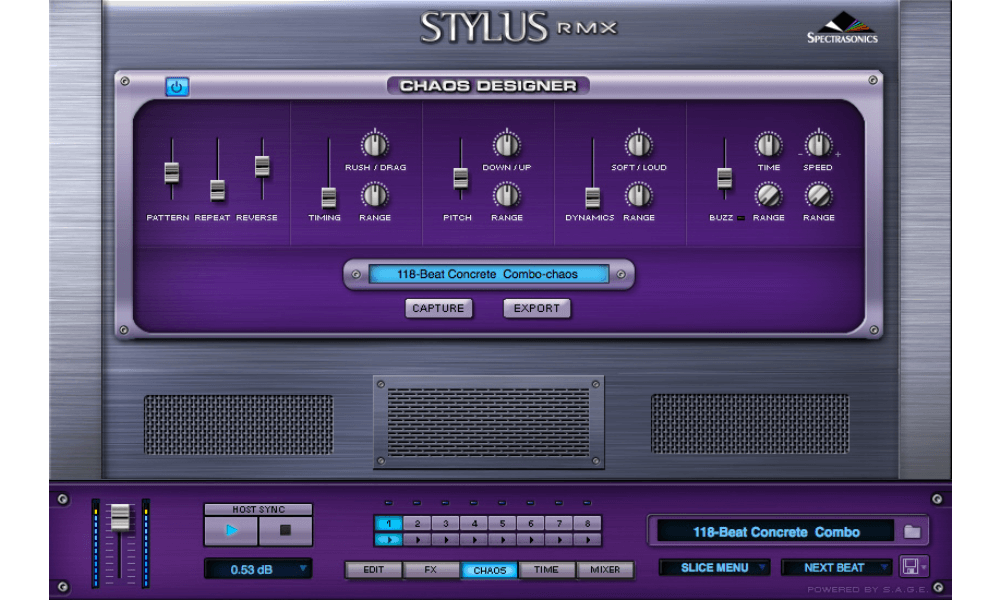 STYLUS RMX
SPECTRASONICS
CHAOS DESIGNER
RUSH / DRAG
DOWN / UP
SOFT / LOUD
TIME
SPEED
- +
PATTERN REPEAT REVERSE
TIMING RANGE
PITCH RANGE
DYNAMICS RANGE
BUZZ RANGE RANGE
118-Beat Concrete Combo-chaos
CAPTURE EXPORT
HOST SYNC
1 2 3 4 5 6 7 8
118-Beat Concrete Combo
0.53 dB
EDIT FX CHAOS TIME MIXER
SLICE MENU NEXT BEAT
POWERED BY S.A.G.E.